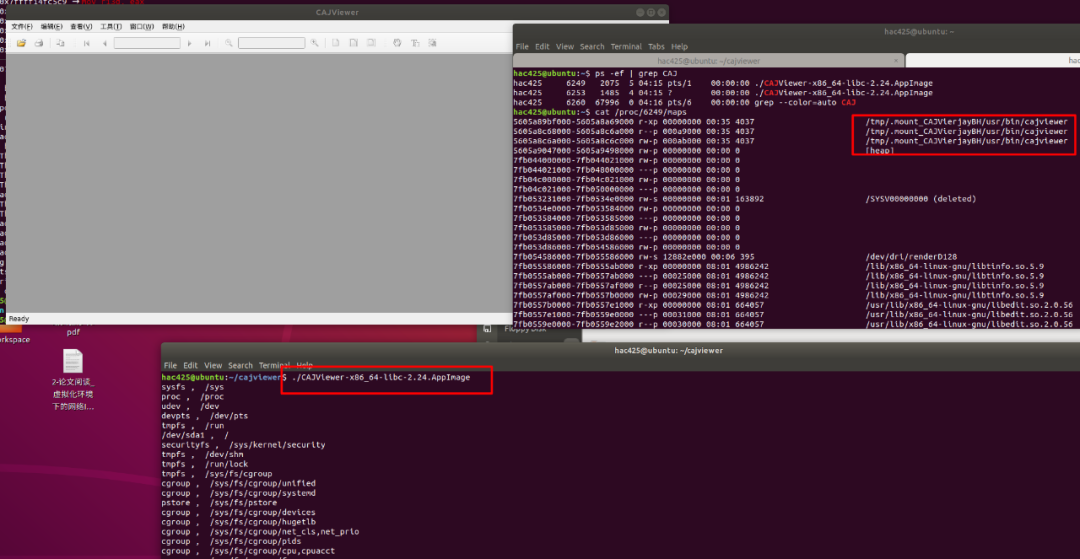 CAJViewer
文件(F) 编辑(E) 查看(V) 工具(T) 窗口(W) 帮助(H)
Ready
pdf
2-论文阅读_
虚拟化环境
下的网络I...
hac425@ubuntu: ~
File Edit View Search Terminal Tabs Help
hac425@ubuntu: ~/cajviewer
hac425@ubuntu:~$ ps -ef | grep CAJ
hac425 6249 2075 5 04:15 pts/1 00:00:00 ./CAJViewer-x86_64-libc-2.24.AppImage
hac425 6253 1485 4 04:15 ? 00:00:00 ./CAJViewer-x86_64-libc-2.24.AppImage
hac425 6260 67996 0 04:16 pts/6 00:00:00 grep --color=auto CAJ
hac425@ubuntu:~$ cat /proc/6249/maps
5605a89bf000-5605a8a69000 r-xp 00000000 00:35 4037 /tmp/.mount_CAJVierjayBH/usr/bin/cajviewer
5605a8c68000-5605a8c6a000 r--p 000a9000 00:35 4037 /tmp/.mount_CAJVierjayBH/usr/bin/cajviewer
5605a8c6a000-5605a8c6c000 rw-p 000ab000 00:35 4037 /tmp/.mount_CAJVierjayBH/usr/bin/cajviewer
5605a9047000-5605a9498000 rw-p 00000000 00:00 0 [heap]
7fb044000000-7fb044021000 rw-p 00000000 00:00 0
7fb044021000-7fb048000000 ---p 00000000 00:00 0
7fb04c000000-7fb04c021000 rw-p 00000000 00:00 0
7fb04c021000-7fb050000000 ---p 00000000 00:00 0
7fb053231000-7fb0534e0000 rw-s 00000000 00:01 163892 /SYSV00000000 (deleted)
7fb0534e0000-7fb053584000 rw-p 00000000 00:00 0
7fb053584000-7fb053585000 ---p 00000000 00:00 0
7fb053585000-7fb053d85000 rw-p 00000000 00:00 0
7fb053d85000-7fb053d86000 ---p 00000000 00:00 0
7fb053d86000-7fb054586000 rw-p 00000000 00:00 0
7fb054586000-7fb055586000 rw-s 12882e000 00:06 395 /dev/dri/renderD128
7fb055586000-7fb0555ab000 r-xp 00000000 08:01 4986242 /lib/x86_64-linux-gnu/libtinfo.so.5.9
7fb0555ab000-7fb0557ab000 ---p 00025000 08:01 4986242 /lib/x86_64-linux-gnu/libtinfo.so.5.9
7fb0557ab000-7fb0557af000 r--p 00025000 08:01 4986242 /lib/x86_64-linux-gnu/libtinfo.so.5.9
7fb0557af000-7fb0557b0000 rw-p 00029000 08:01 4986242 /lib/x86_64-linux-gnu/libtinfo.so.5.9
7fb0557b0000-7fb0557e1000 r-xp 00000000 08:01 664057 /usr/lib/x86_64-linux-gnu/libedit.so.2.0.56
7fb0557e1000-7fb0559e0000 ---p 00031000 08:01 664057 /usr/lib/x86_64-linux-gnu/libedit.so.2.0.56
7fb0559e0000-7fb0559e2000 r--p 00030000 08:01 664057 /usr/lib/x86_64-linux-gnu/libedit.so.2.0.56
hac425@ubuntu: ~/cajviewer
File Edit View Search Terminal Help
hac425@ubuntu:~/cajviewer$ ./CAJViewer-x86_64-libc-2.24.AppImage
sysfs , /sys
proc , /proc
udev , /dev
devpts , /dev/pts
tmpfs , /run
/dev/sda1 , /
securityfs , /sys/kernel/security
tmpfs , /dev/shm
tmpfs , /run/lock
tmpfs , /sys/fs/cgroup
cgroup , /sys/fs/cgroup/unified
cgroup , /sys/fs/cgroup/systemd
pstore , /sys/fs/pstore
cgroup , /sys/fs/cgroup/devices
cgroup , /sys/fs/cgroup/hugetlb
cgroup , /sys/fs/cgroup/net_cls,net_prio
cgroup , /sys/fs/cgroup/pids
cgroup , /sys/fs/cgroup/cpu,cpuacct